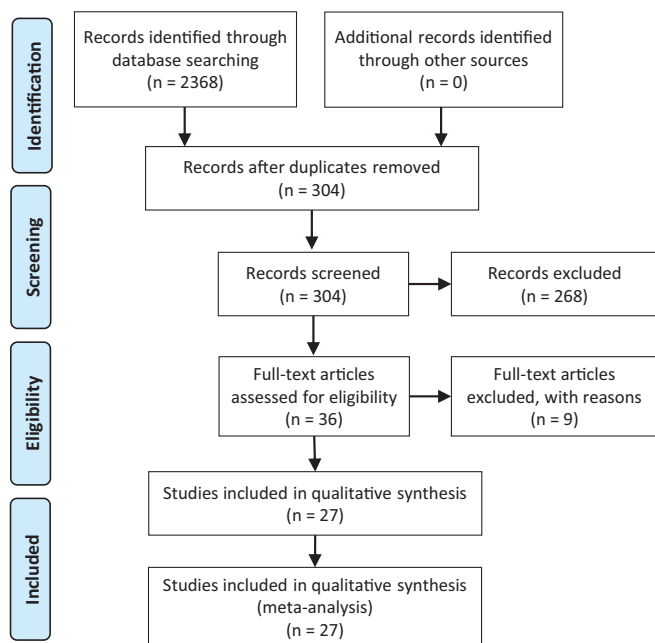 Identification
Records identified through
database searching
(n = 2368)
Additional records identified
through other sources
(n = 0)
Records after duplicates removed
(n = 304)
Screening
Records screened
(n = 304)
Records excluded
(n = 268)
Eligibility
Full-text articles
assessed for eligibility
(n = 36)
Full-text articles
excluded, with reasons
(n = 9)
Included
Studies included in qualitative synthesis
(n = 27)
Studies included in qualitative synthesis
(meta-analysis)
(n = 27)